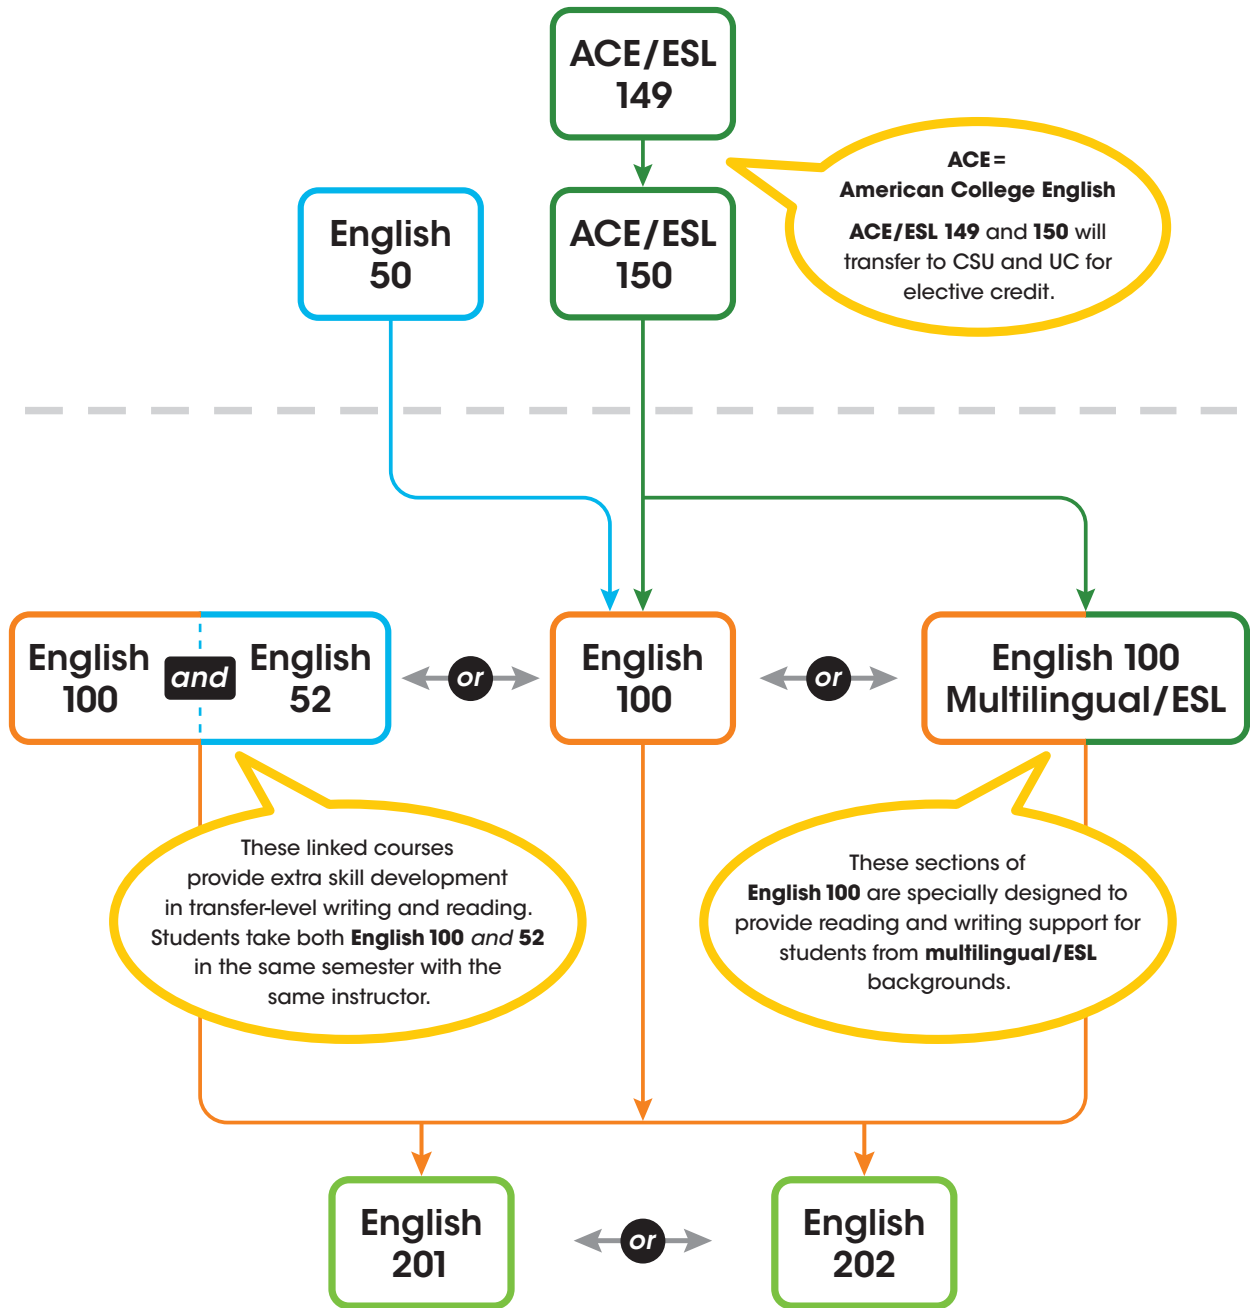 ACE/ESL
149
ACE =
American College English
ACE/ESL 149 and 150 will
transfer to CSU and UC for
elective credit.
English
50
ACE/ESL
150
English
100
and
English
52
or
English
100
or
English 100
Multilingual/ESL
These linked courses
provide extra skill development
in transfer-level writing and reading.
Students take both English 100 and 52
in the same semester with the
same instructor.
These sections of
English 100 are specially designed to
provide reading and writing support for
students from multilingual/ESL
backgrounds.
English
201
or
English
202